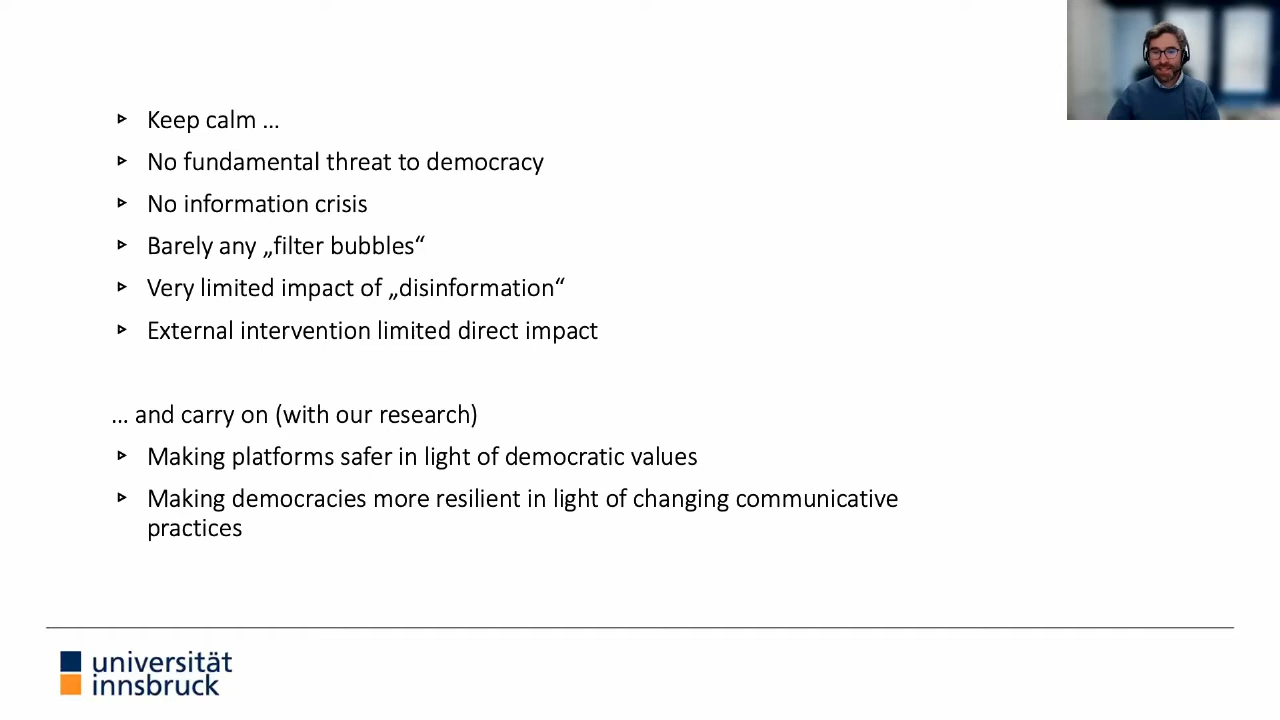 Keep calm …
No fundamental threat to democracy
No information crisis
Barely any „filter bubbles“
Very limited impact of „disinformation“
External intervention limited direct impact
… and carry on (with our research)
Making platforms safer in light of democratic values
Making democracies more resilient in light of changing communicative
practices
universität
innsbruck